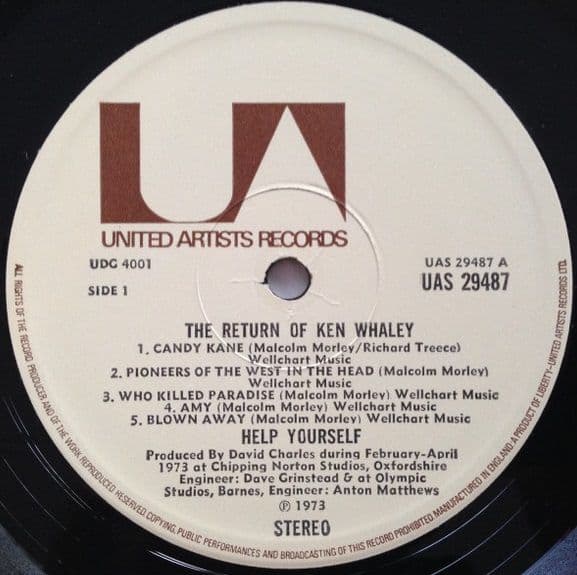 UA
UNITED ARTISTS RECORDS
UDG 4001
UAS 29487 A
SIDE 1
UAS 29487
THE RETURN OF KEN WHALEY
1. CANDY KANE (Malcolm Morley/Richard Treece)
Wellchart Music
2. PIONEERS OF THE WEST IN THE HEAD (Malcolm Morley)
Wellchart Music
3. WHO KILLED PARADISE (Malcolm Morley) Wellchart Music
4. AMY (Malcolm Morley) Wellchart Music
5. BLOWN AWAY (Malcolm Morley) Wellchart Music
HELP YOURSELF
Produced By David Charles during February-April
1973 at Chipping Norton Studios, Oxfordshire
Engineer: Dave Grinstead & at Olympic
Studios, Barnes, Engineer: Anton Matthews
℗ 1973
STEREO
ALL RIGHTS OF THE RECORD PRODUCER AND OF THE WORK REPRODUCED RESERVED. COPYING, PUBLIC PERFORMANCES AND BROADCASTING OF THIS RECORD PROHIBITED. MANUFACTURED IN ENGLAND. A PRODUCT OF LIBERTY-UNITED ARTISTS RECORDS LTD.